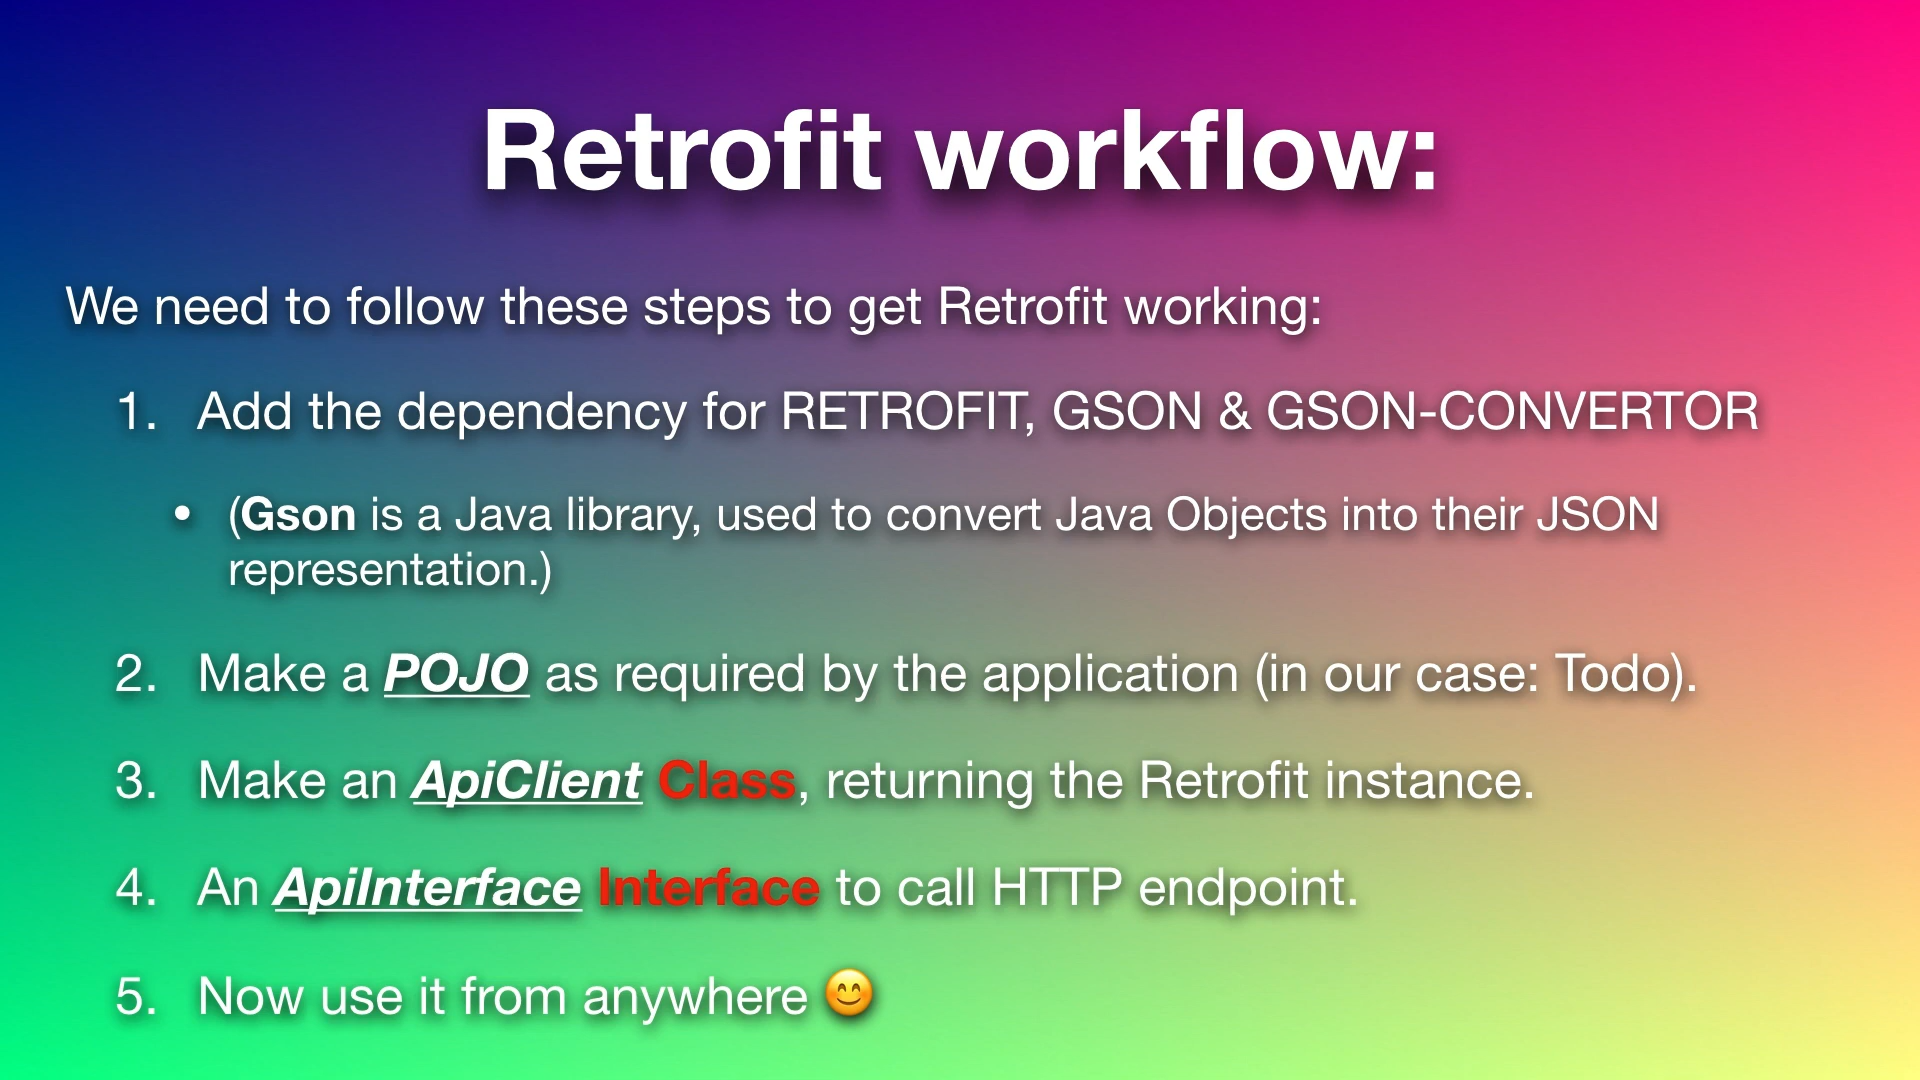 Retrofit workflow:
We need to follow these steps to get Retrofit working:
1. Add the dependency for RETROFIT, GSON & GSON-CONVERTOR
• (Gson is a Java library, used to convert Java Objects into their JSON
representation.)
2. Make a POJO as required by the application (in our case: Todo).
3. Make an ApiClient Class, returning the Retrofit instance.
4. An ApiInterface Interface to call HTTP endpoint.
5. Now use it from anywhere 😊